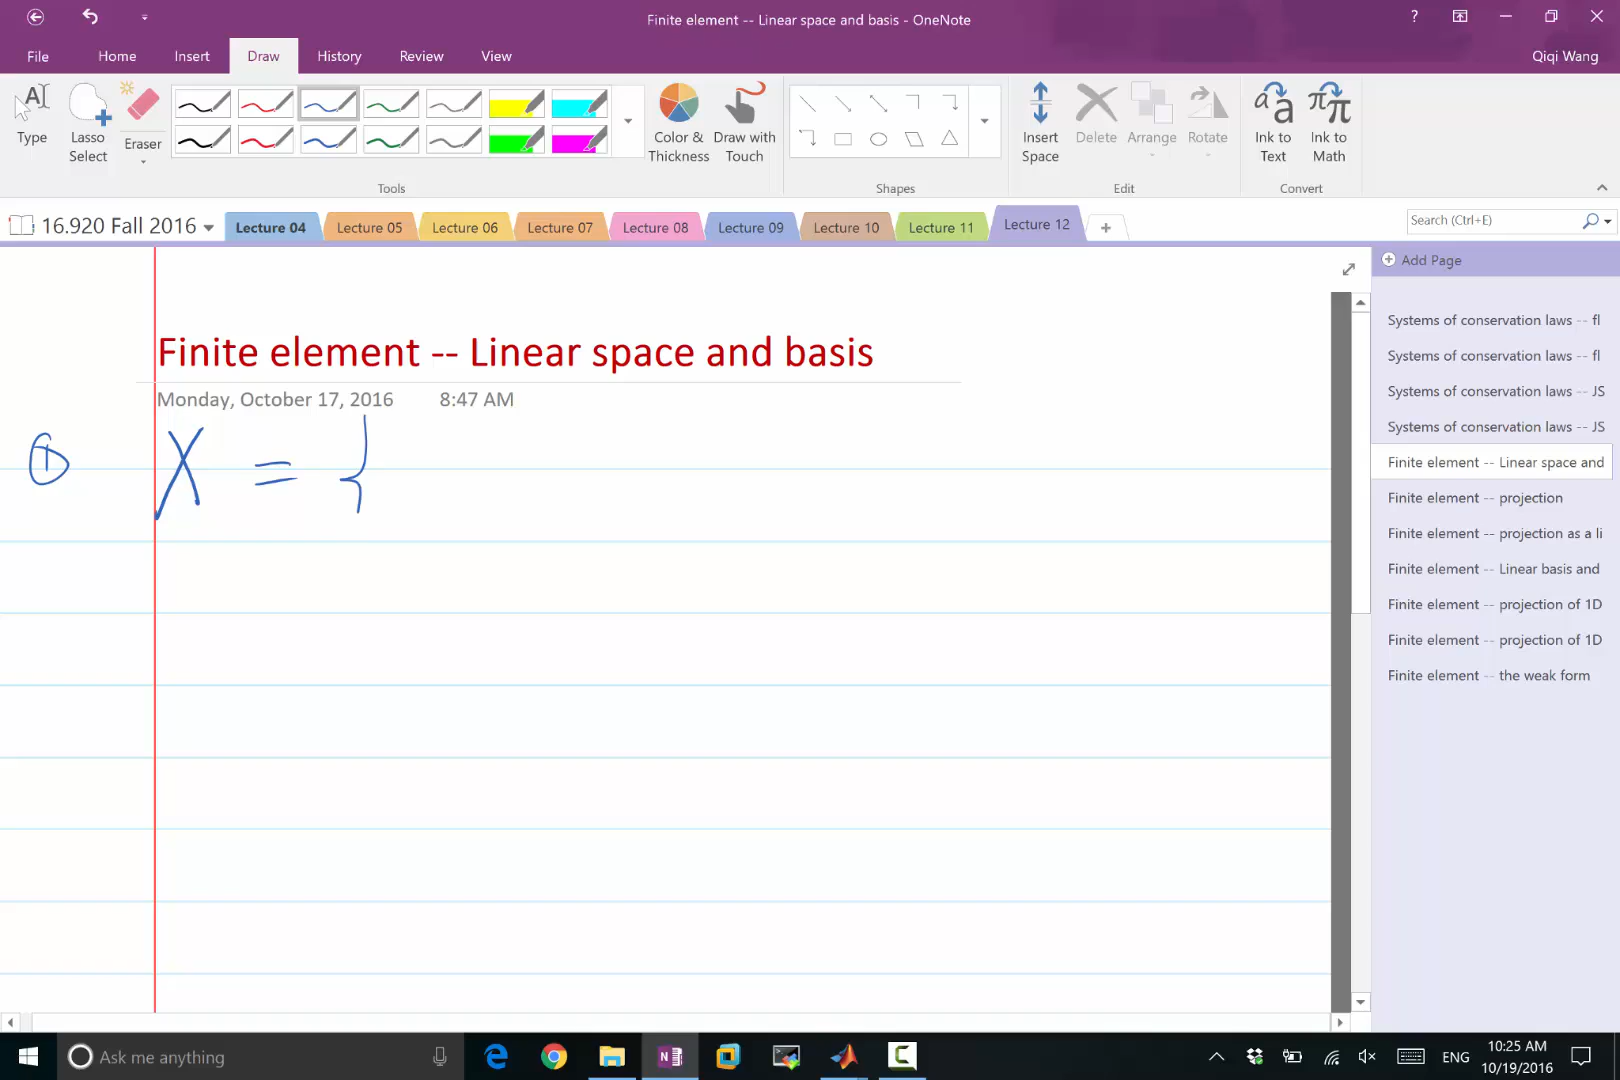 Finite element -- Linear space and basis - OneNote
?
File
Home
Insert
Draw
History
Review
View
Qiqi Wang
Type
Lasso Select
Eraser
Color & Thickness
Draw with Touch
Insert Space
Delete
Arrange
Rotate
Ink to Text
Ink to Math
Tools
Shapes
Edit
Convert
16.920 Fall 2016
Lecture 04
Lecture 05
Lecture 06
Lecture 07
Lecture 08
Lecture 09
Lecture 10
Lecture 11
Lecture 12
Search (Ctrl+E)
Add Page
Finite element -- Linear space and basis
Monday, October 17, 2016 8:47 AM
① X = {
Systems of conservation laws -- fl
Systems of conservation laws -- fl
Systems of conservation laws -- JS
Systems of conservation laws -- JS
Finite element -- Linear space and
Finite element -- projection
Finite element -- projection as a li
Finite element -- Linear basis and
Finite element -- projection of 1D
Finite element -- projection of 1D
Finite element -- the weak form
Ask me anything
ENG
10:25 AM
10/19/2016